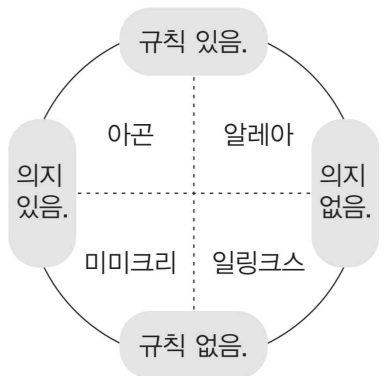 규칙 있음.
아곤
알레아
의지
있음.
의지
없음.
미미크리
일링크스
규칙 없음.